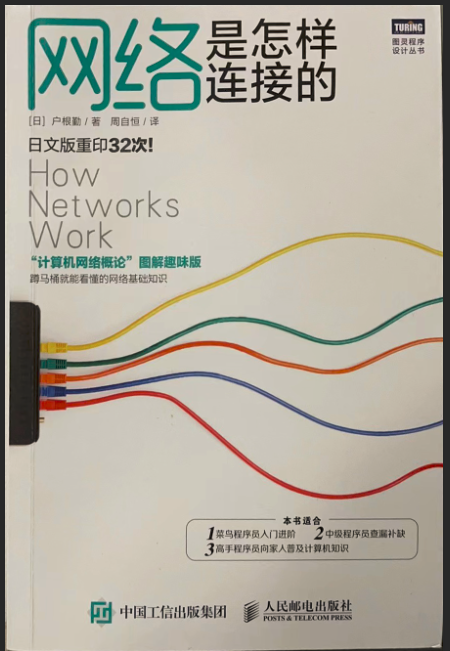 网络是怎样
连接的
TURING
图灵程序
设计丛书
[日] 户根勤 / 著 周自恒 / 译
日文版重印32次!
How
Networks
Work
“计算机网络概论”图解趣味版
蹲马桶就能看懂的网络基础知识
本书适合
1菜鸟程序员入门进阶 2中级程序员查漏补缺
3高手程序员向家人普及计算机知识
中国工信出版集团 人民邮电出版社
POSTS & TELECOM PRESS